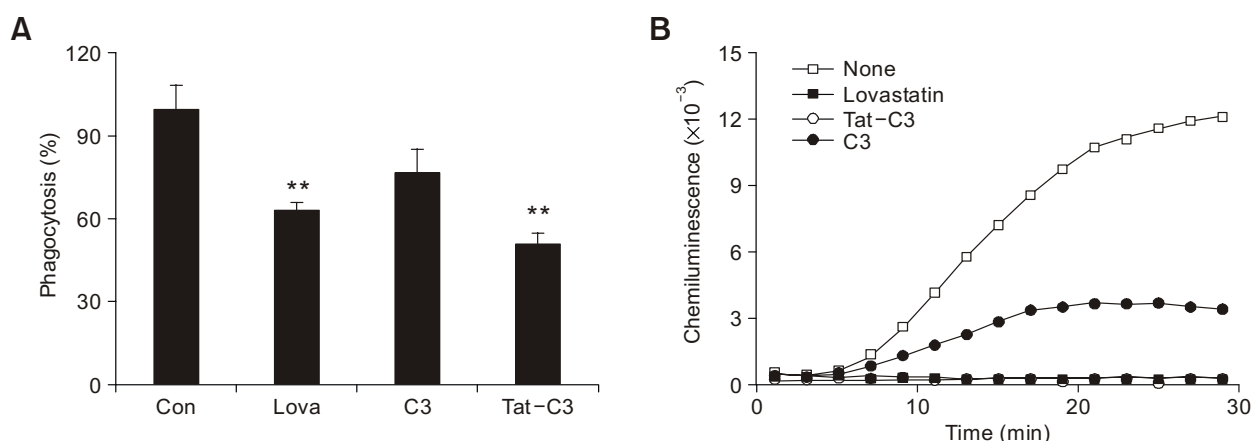 A
Phagocytosis (%)
120
90
60
30
0
**
**
Con Lova C3 Tat−C3
B
Chemiluminescence (×10⁻³)
15
12
9
6
3
0
None
Lovastatin
Tat−C3
C3
0 10 20 30
Time (min)